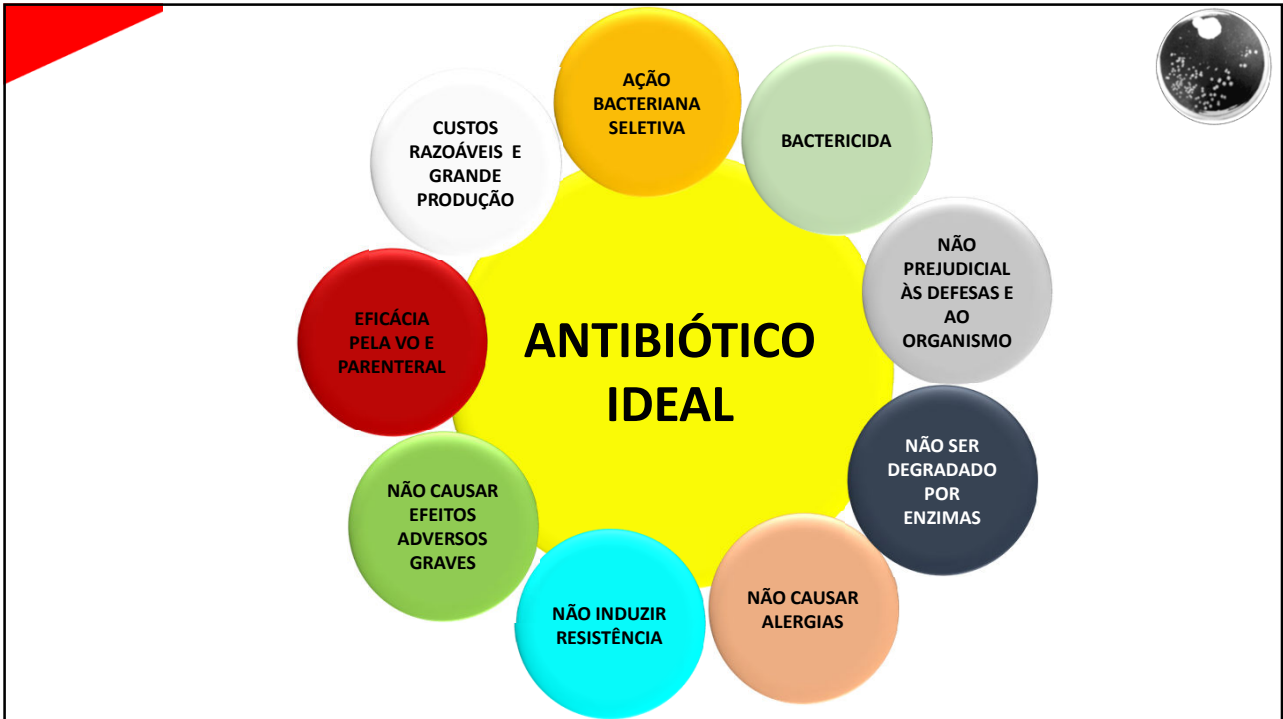 ANTIBIÓTICO
IDEAL
AÇÃO
BACTERIANA
SELETIVA
BACTERICIDA
NÃO
PREJUDICIAL
ÀS DEFESAS E
AO
ORGANISMO
NÃO SER
DEGRADADO
POR
ENZIMAS
NÃO CAUSAR
ALERGIAS
NÃO INDUZIR
RESISTÊNCIA
NÃO CAUSAR
EFEITOS
ADVERSOS
GRAVES
EFICÁCIA
PELA VO E
PARENTERAL
CUSTOS
RAZOÁVEIS E
GRANDE
PRODUÇÃO